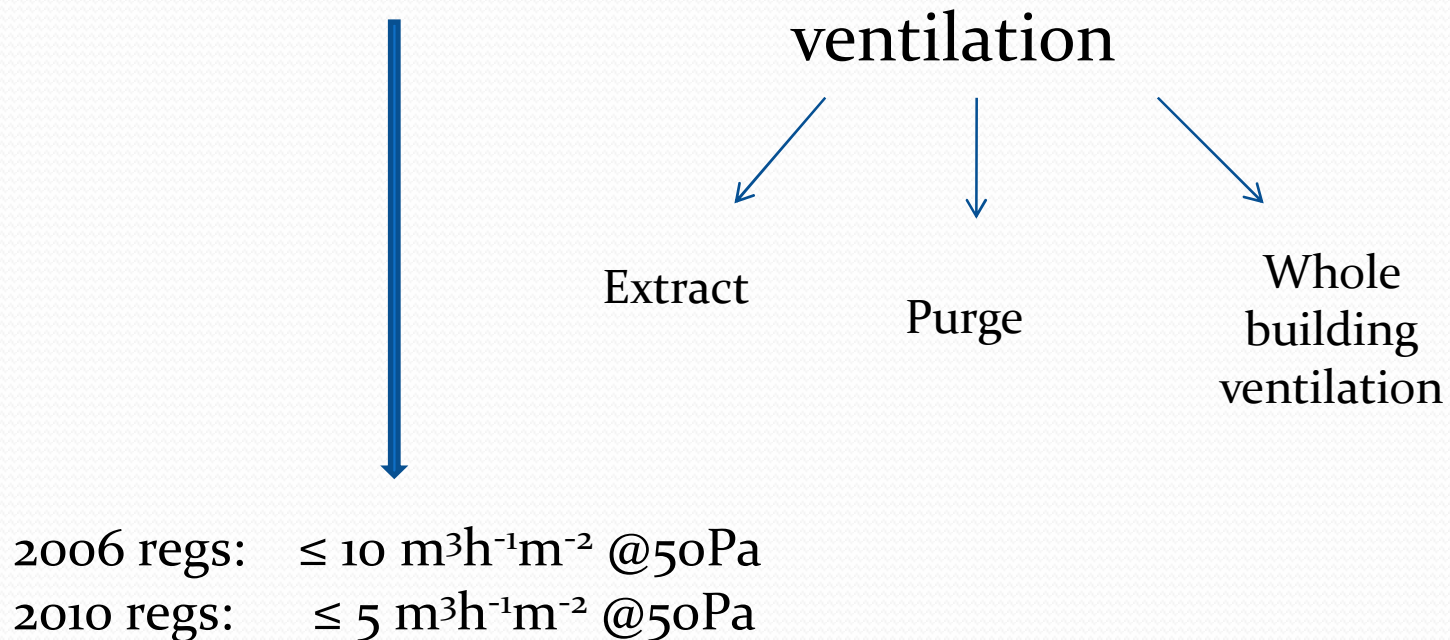 ventilation
Extract
Purge
Whole
building
ventilation
2006 regs: ≤ 10 m³h⁻¹m⁻² @50Pa
2010 regs: ≤ 5 m³h⁻¹m⁻² @50Pa